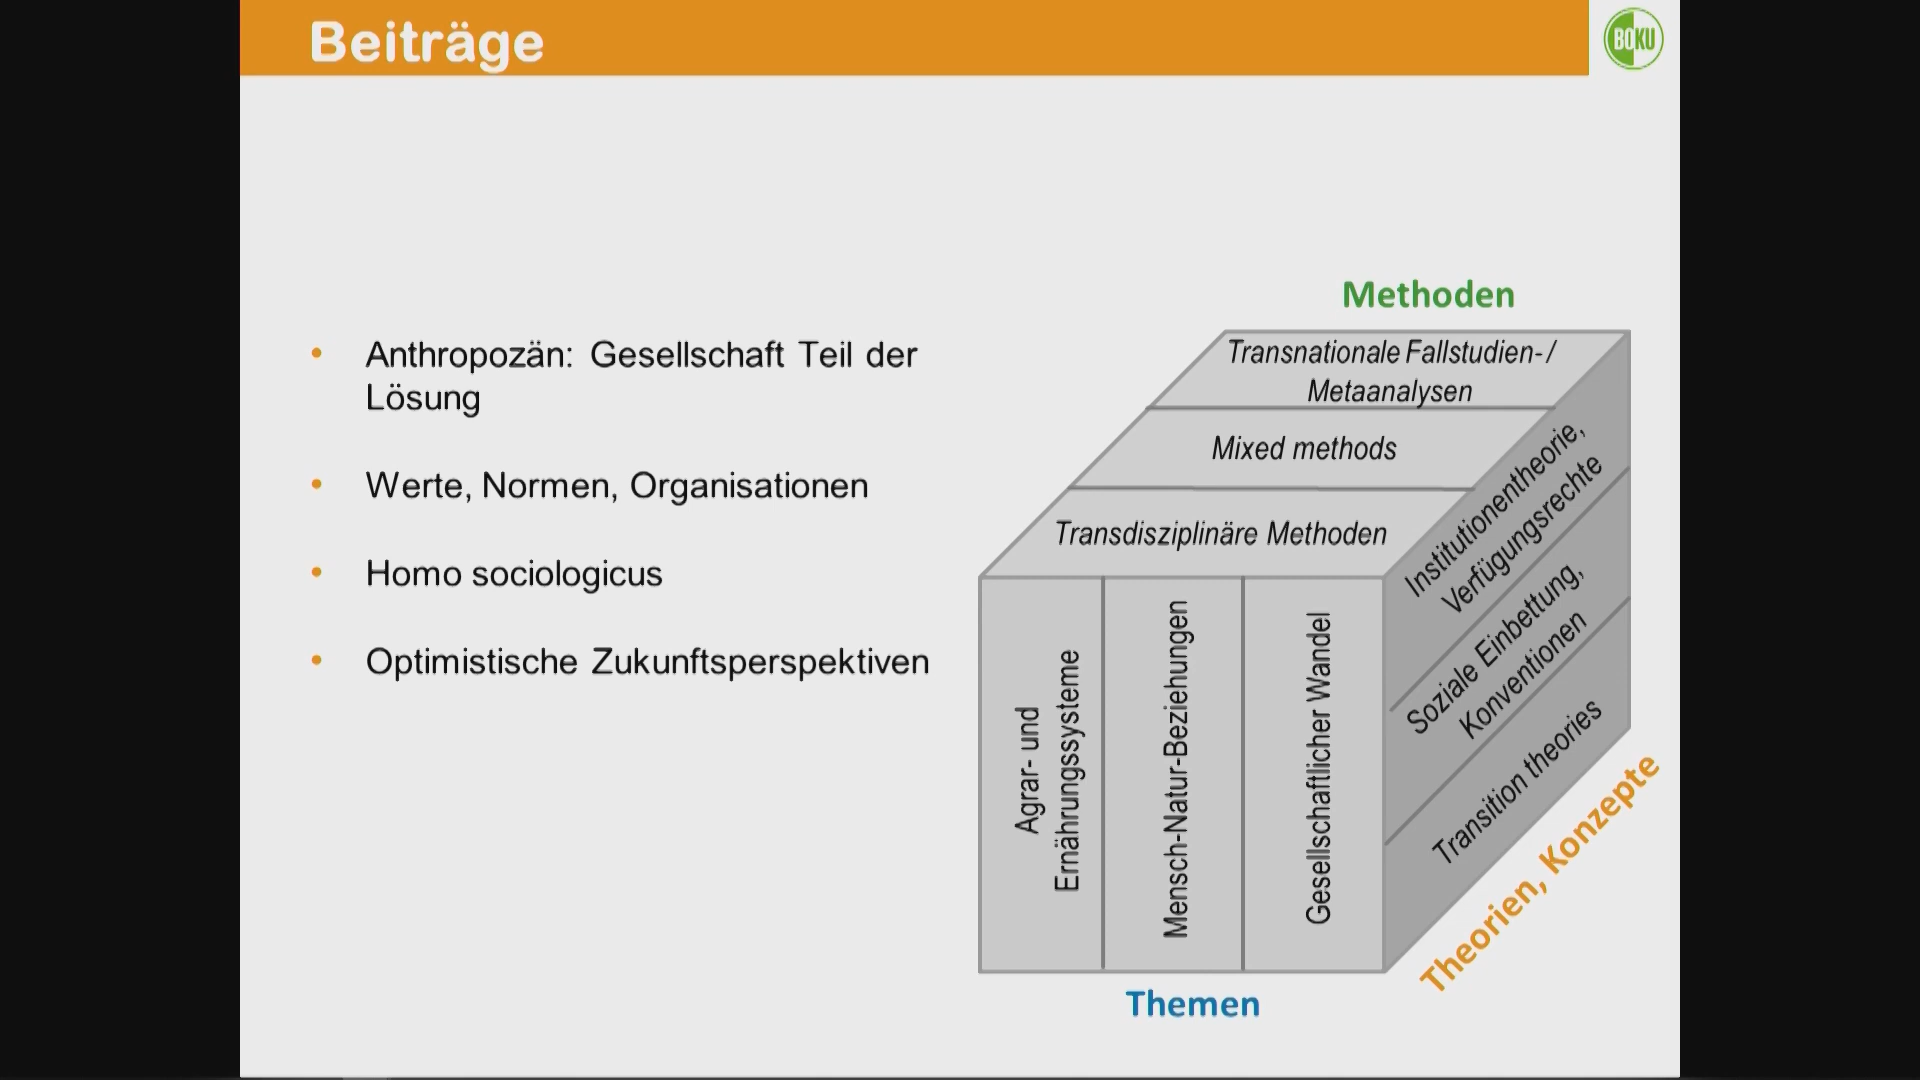 Beiträge
BOKU
• Anthropozän: Gesellschaft Teil der
Lösung
• Werte, Normen, Organisationen
• Homo sociologicus
• Optimistische Zukunftsperspektiven
Methoden
Transnationale Fallstudien- /
Metaanalysen
Mixed methods
Transdisziplinäre Methoden
Agrar- und
Ernährungssysteme
Mensch-Natur-Beziehungen
Gesellschaftlicher Wandel
Institutionentheorie,
Verfügungsrechte
Soziale Einbettung,
Konventionen
Transition theories
Theorien, Konzepte
Themen